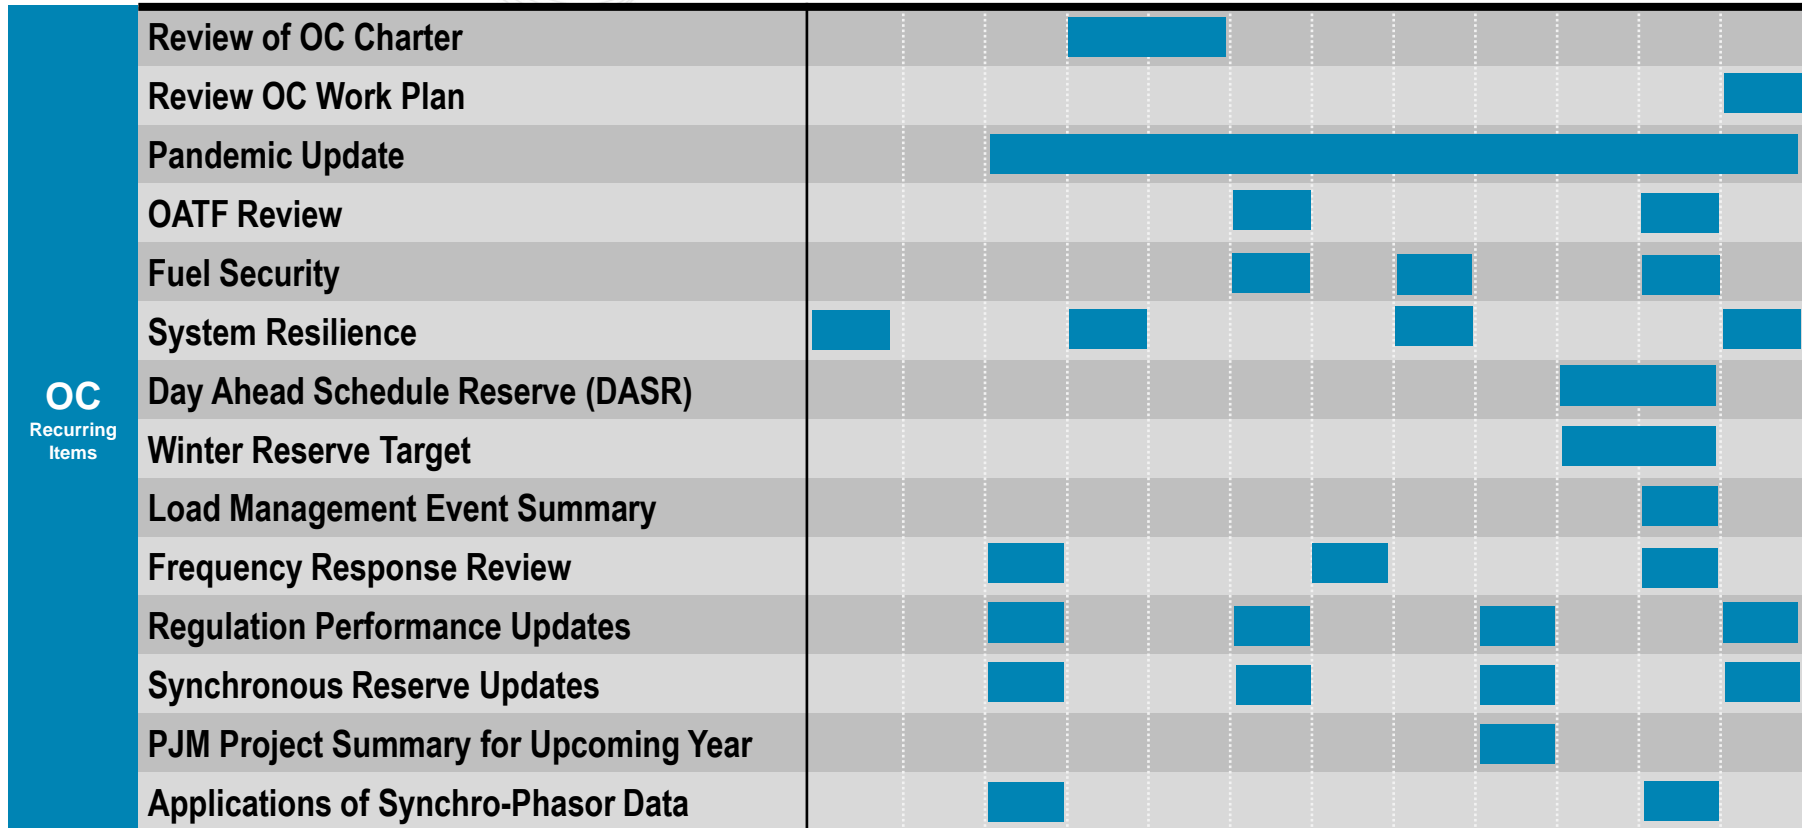 Review of OC Charter
Review OC Work Plan
Pandemic Update
OATF Review
Fuel Security
System Resilience
OC
Recurring
Items
Day Ahead Schedule Reserve (DASR)
Winter Reserve Target
Load Management Event Summary
Frequency Response Review
Regulation Performance Updates
Synchronous Reserve Updates
PJM Project Summary for Upcoming Year
Applications of Synchro-Phasor Data